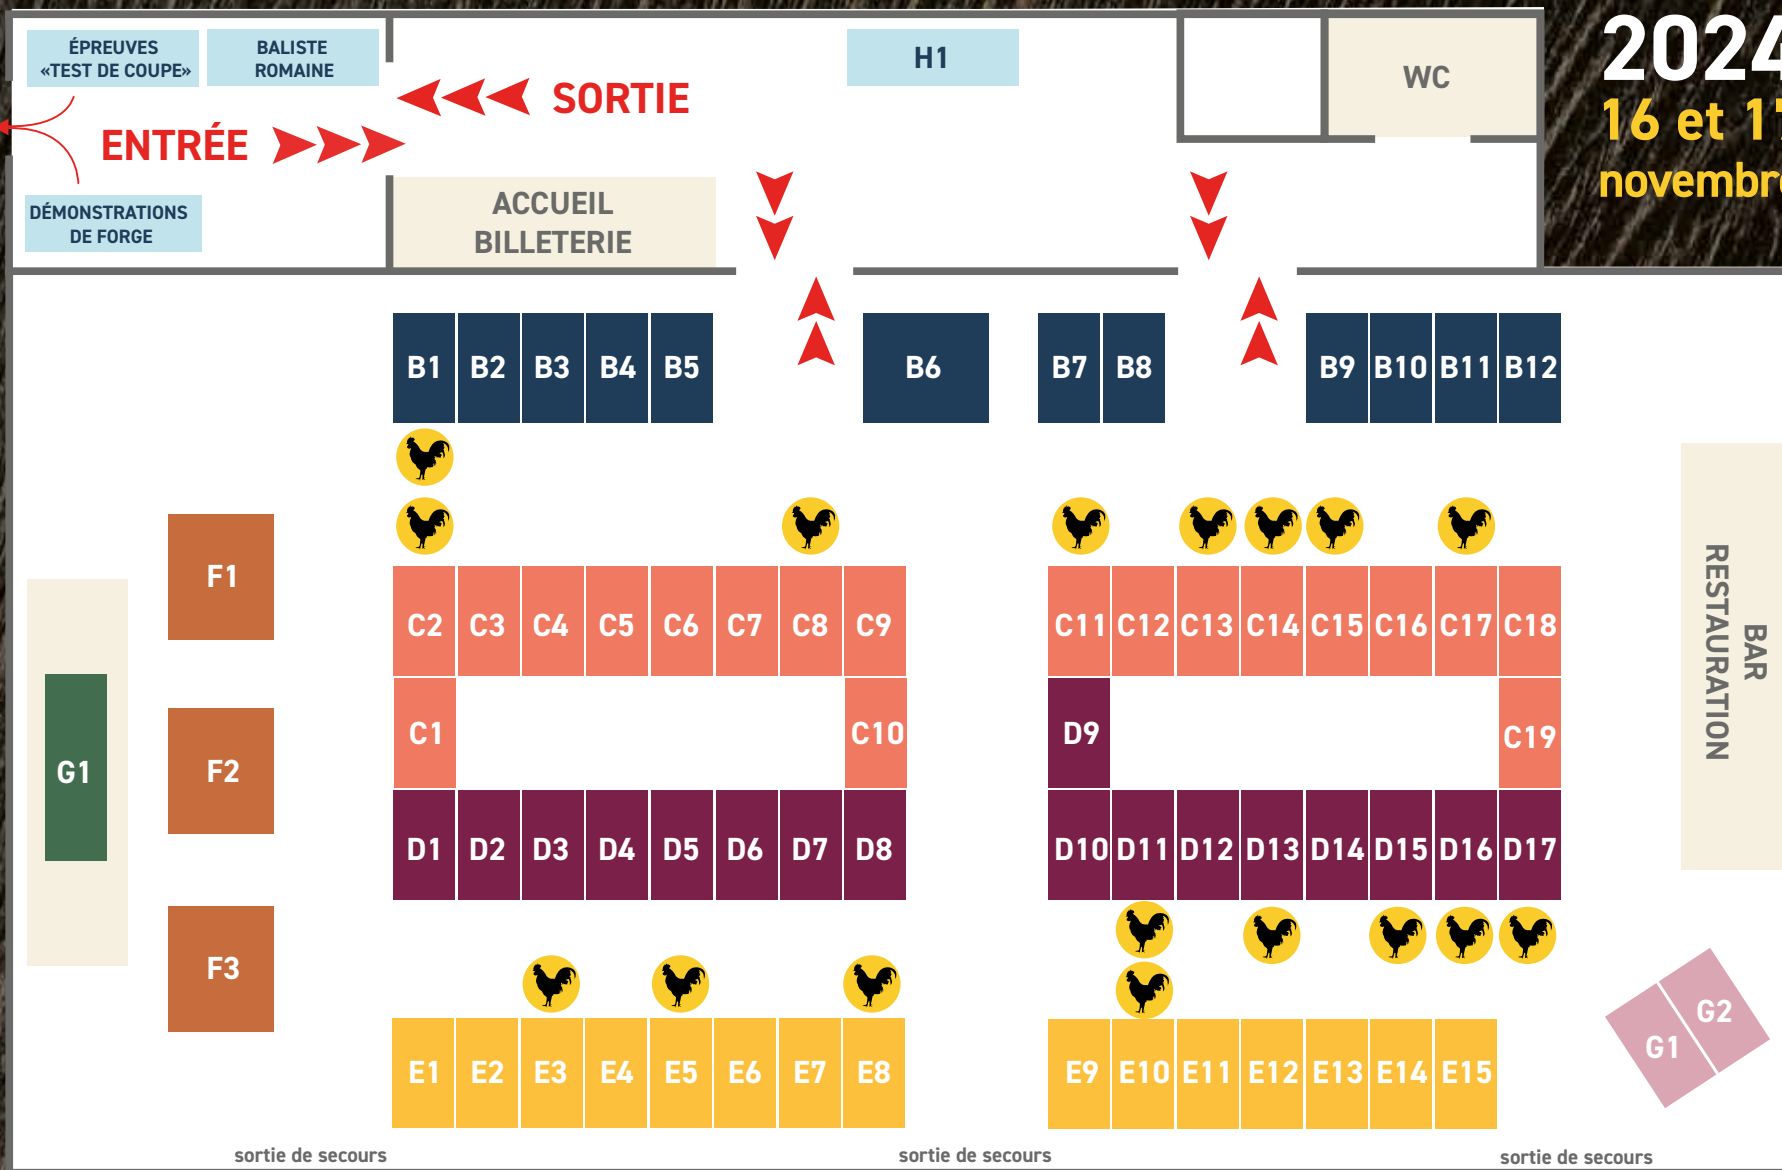 ÉPREUVES
«TEST DE COUPE»
BALISTE
ROMAINE
H1
WC
2024
16 et 17
novembre
SORTIE
ENTRÉE
DÉMONSTRATIONS
DE FORGE
ACCUEIL
BILLETERIE
B1 B2 B3 B4 B5 B6 B7 B8 B9 B10 B11 B12
F1
F2
F3
G1
C2 C3 C4 C5 C6 C7 C8 C9 C11 C12 C13 C14 C15 C16 C17 C18
C1 C10 D9 C19
D1 D2 D3 D4 D5 D6 D7 D8 D10 D11 D12 D13 D14 D15 D16 D17
BAR
RESTAURATION
G1 G2
E1 E2 E3 E4 E5 E6 E7 E8 E9 E10 E11 E12 E13 E14 E15
sortie de secours
sortie de secours
sortie de secours